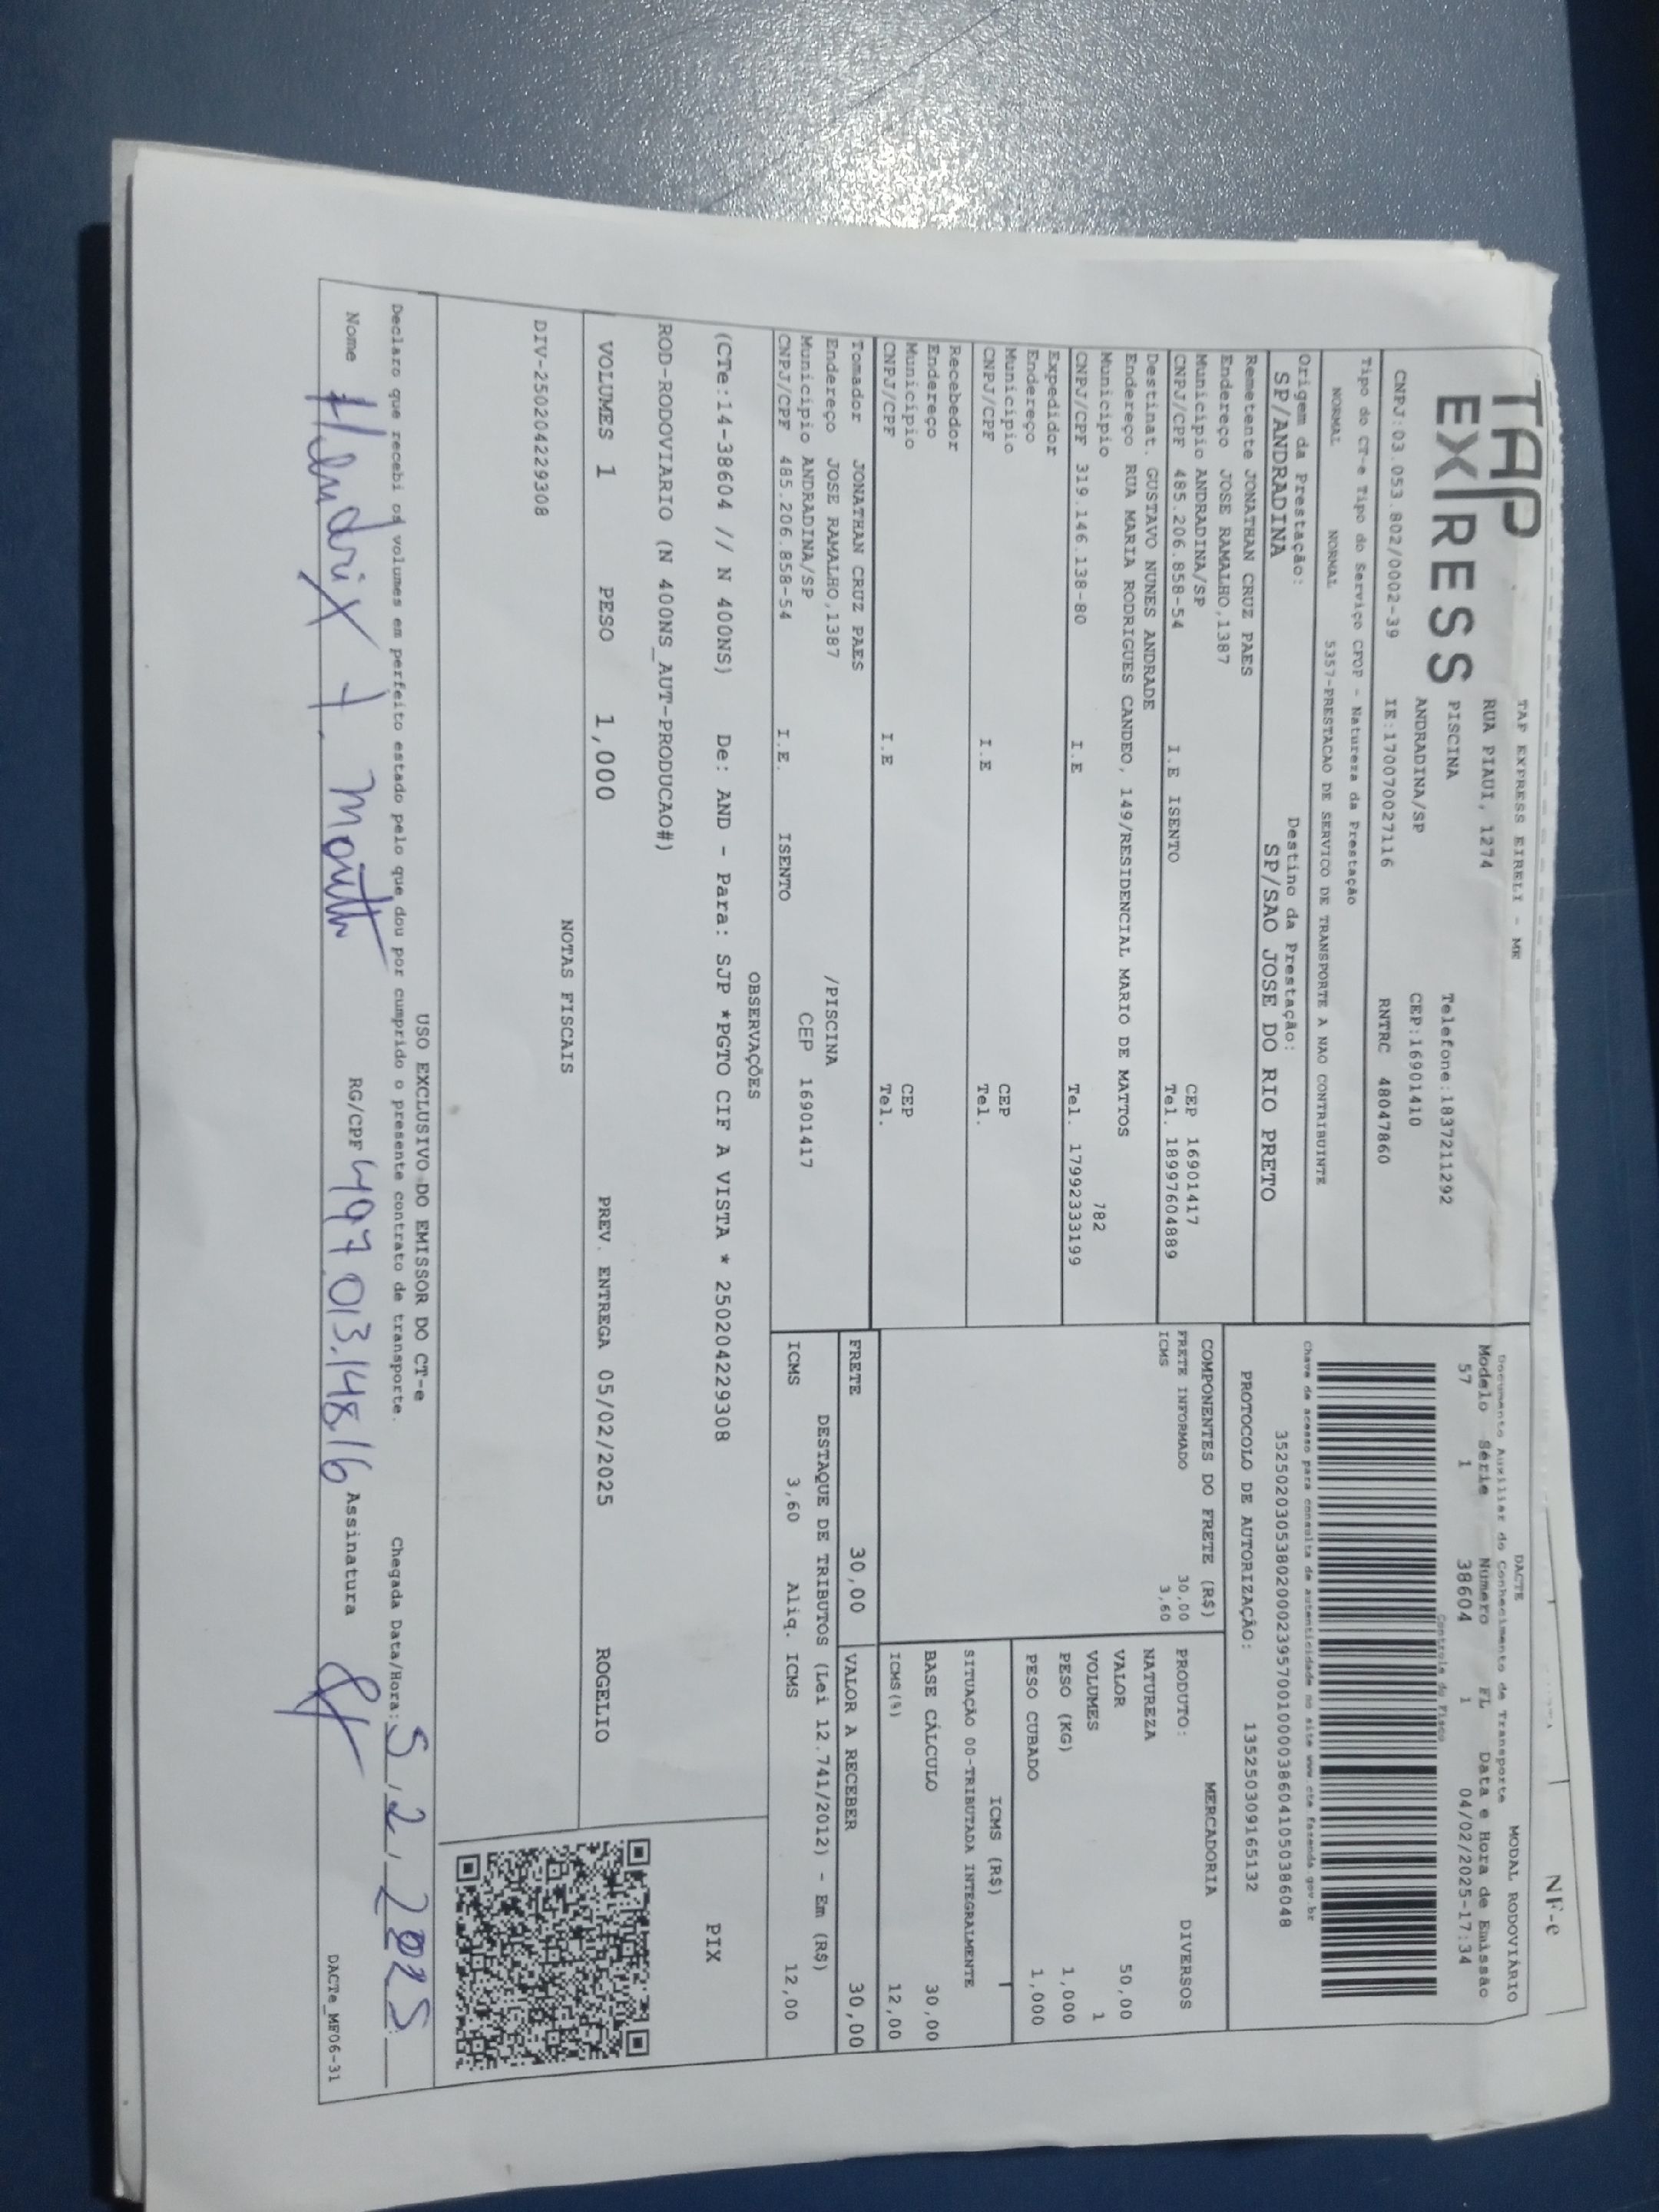 NF-e
TAP
EXPRESS
TAP EXPRESS EIRELI - ME
RUA PIAUI, 1274
PISCINA
Telefone:1837211292
ANDRADINA/SP
CEP:16901410
CNPJ:03.053.802/0002-39
IE:170070027116
RNTRC 48047860
DACTE
MODAL RODOVIÁRIO
Documento Auxiliar do Conhecimento de Transporte
Modelo Série Número FL Data e Hora de Emissão
57 1 38604 1 04/02/2025-17:34
Controle do Fisco
Tipo do CT-e Tipo do Serviço CFOP - Natureza da Prestação
NORMAL NORMAL 5357-PRESTACAO DE SERVICO DE TRANSPORTE A NAO CONTRIBUINTE
Chave de acesso para consulta de autenticidade no site www.cte.fazenda.gov.br
35250203053802000239570010000386041050386048
Origem da Prestação:
Destino da Prestação:
SP/ANDRADINA
SP/SAO JOSE DO RIO PRETO
PROTOCOLO DE AUTORIZAÇÃO: 135250309165132
Remetente JONATHAN CRUZ PAES
Endereço JOSE RAMALHO,1387
Municipio ANDRADINA/SP
CEP 16901417
CNPJ/CPF 485.206.858-54 I.E ISENTO
Tel. 18997604889
Destinat. GUSTAVO NUNES ANDRADE
Endereço RUA MARIA RODRIGUES CANDEO, 149/RESIDENCIAL MARIO DE MATTOS
782
Municipio
CNPJ/CPF 319.146.138-80 I.E
Tel. 17992333199
Expedidor
Endereço
Municipio
CEP
CNPJ/CPF I.E
Tel.
Recebedor
Endereço
Municipio
CEP
CNPJ/CPF I.E
Tel.
Tomador JONATHAN CRUZ PAES
Endereço JOSE RAMALHO,1387 /PISCINA
Municipio ANDRADINA/SP CEP 16901417
CNPJ/CPF 485.206.858-54 I.E. ISENTO
COMPONENTES DO FRETE (R$)
FRETE INFORMADO 30,00
ICMS 3,60
MERCADORIA
PRODUTO: DIVERSOS
NATUREZA
VALOR 50,00
VOLUMES 1
PESO (KG) 1,000
PESO CUBADO 1,000
ICMS (R$)
SITUAÇÃO 00-TRIBUTADA INTEGRALMENTE
BASE CÁLCULO 30,00
ICMS(%) 12,00
FRETE 30,00
VALOR A RECEBER 30,00
DESTAQUE DE TRIBUTOS (Lei 12.741/2012) - Em (R$)
ICMS 3,60 Aliq. ICMS 12,00
OBSERVAÇÕES
(CTe:14-38604 // N 400NS) De: AND - Para: SJP *PGTO CIF A VISTA * 250204229308
ROD-RODOVIARIO (N 400NS_AUT-PRODUCAO#)
PIX
VOLUMES 1 PESO 1,000 PREV. ENTREGA 05/02/2025 ROGELIO
NOTAS FISCAIS
DIV-250204229308
USO EXCLUSIVO DO EMISSOR DO CT-e
Declaro que recebi os volumes em perfeito estado pelo que dou por cumprido o presente contrato de transporte. Chegada Data/Hora: 5/2/2025
Nome RG/CPF 497.013.148.16 Assinatura
DACTe_MF06-31